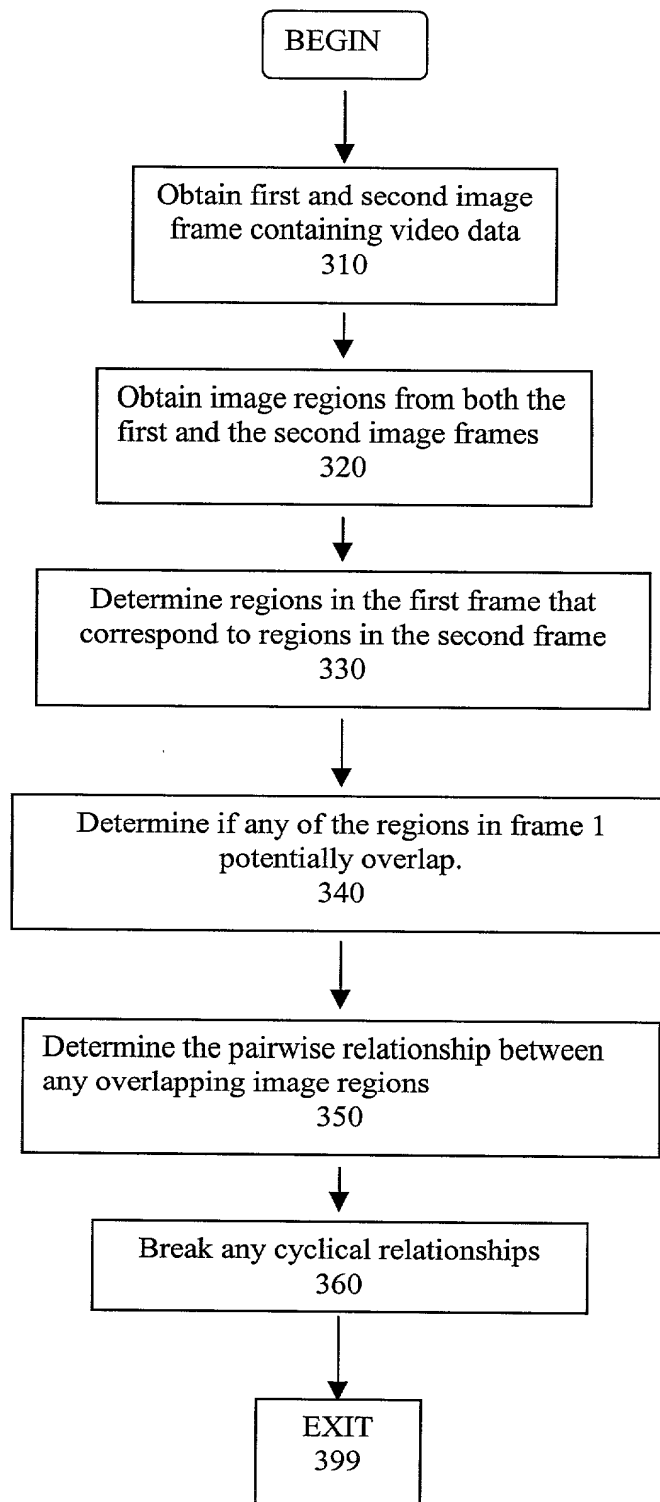 BEGIN
Obtain first and second image
frame containing video data
310
Obtain image regions from both the
first and the second image frames
320
Determine regions in the first frame that
correspond to regions in the second frame
330
Determine if any of the regions in frame 1
potentially overlap.
340
Determine the pairwise relationship between
any overlapping image regions
350
Break any cyclical relationships
360
EXIT
399